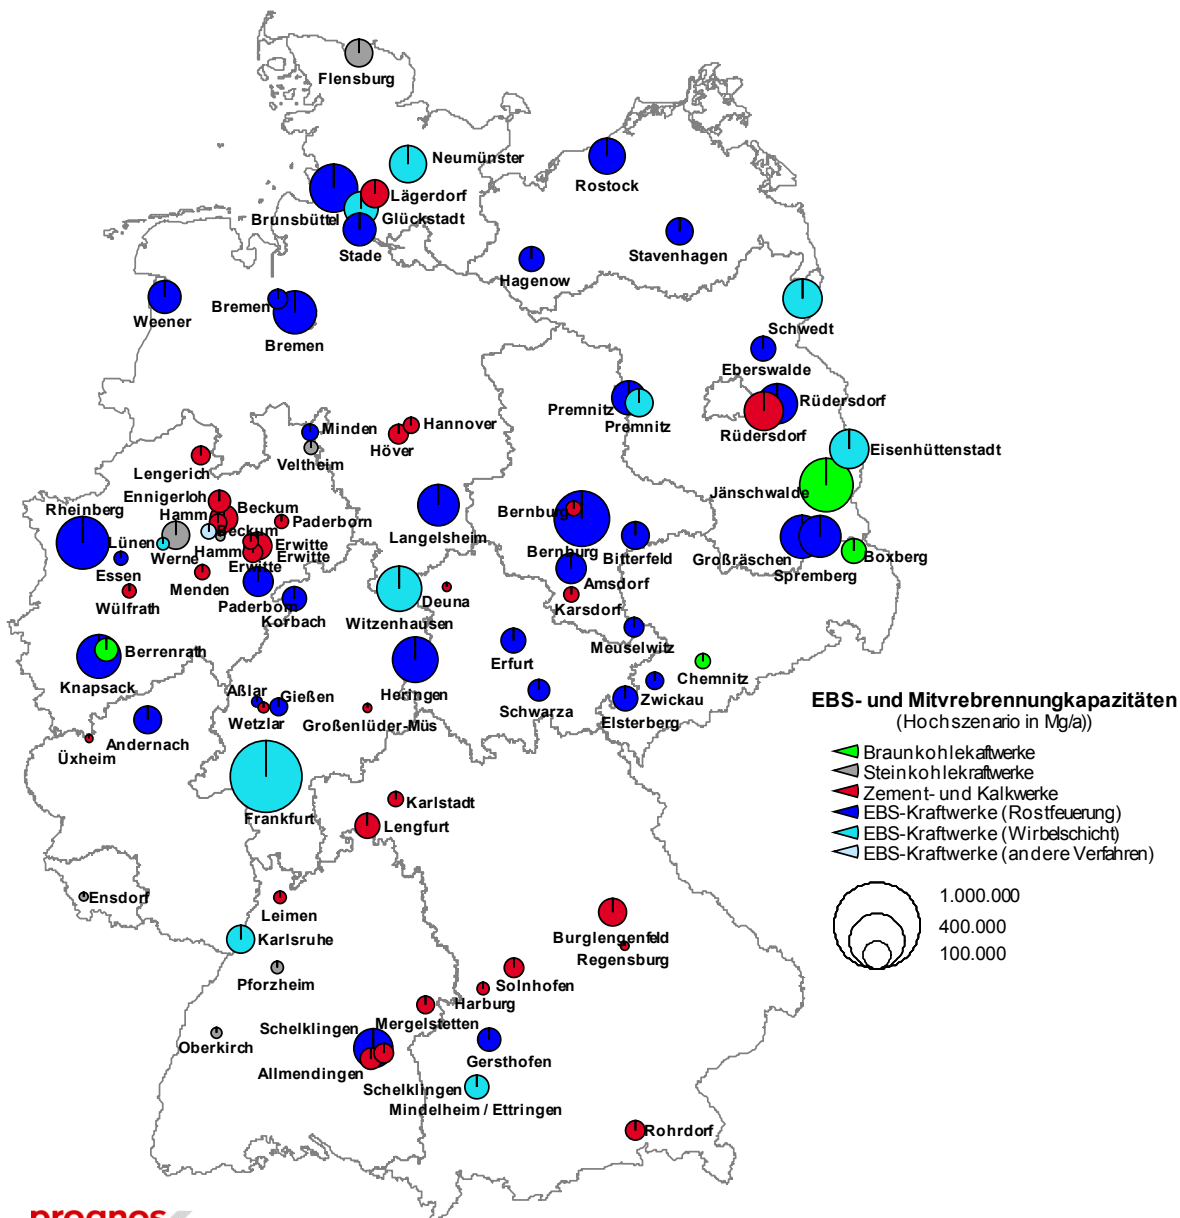 Flensburg
Neumünster
Rostock
Lägerdorf
Brunsbüttel
Glückstadt
Stade
Stavenhagen
Hagenow
Bremen
Weener
Bremen
Schwedt
Eberswalde
Premnitz
Rüdersdorf
Premnitz
Rüdersdorf
Hannover
Minden
Höver
Veltheim
Eisenhüttenstadt
Lengerich
Jänschwalde
Ennigerloh
Beckum
Hamm
Rheinberg
Bernburg
Paderborn
Beckum
Lünen
Langelsheim
Erwitte
Hamm
Werne
Erwitte
Bernburg
Bitterfeld
Großräschen
Boxberg
Erwitte
Essen
Spremberg
Menden
Amsdorf
Wülfrath
Paderborn
Deuna
Karsdorf
Korbach
Witzenhausen
Meuselwitz
Berrenrath
Erfurt
Chemnitz
Knapsack
Aßlar
Gießen
Heringen
Schwarza
Zwickau
Wetzlar
Großenlüder-Müs
Elsterberg
Andernach
Üxheim
EBS- und Mitvrebrennungkapazitäten
(Hochszenario in Mg/a))
Braunkohlekaftwerke
Steinkohlekraftwerke
Zement- und Kalkwerke
EBS-Kraftwerke (Rostfeuerung)
EBS-Kraftwerke (Wirbelschicht)
EBS-Kraftwerke (andere Verfahren)
1.000.000
400.000
100.000
Karlstadt
Frankfurt
Lengfurt
Ensdorf
Leimen
Karlsruhe
Burglengenfeld
Regensburg
Pforzheim
Solnhofen
Harburg
Mergelstetten
Schelklingen
Oberkirch
Gersthofen
Allmendingen
Schelklingen
Mindelheim / Ettringen
Rohrdorf
prognos